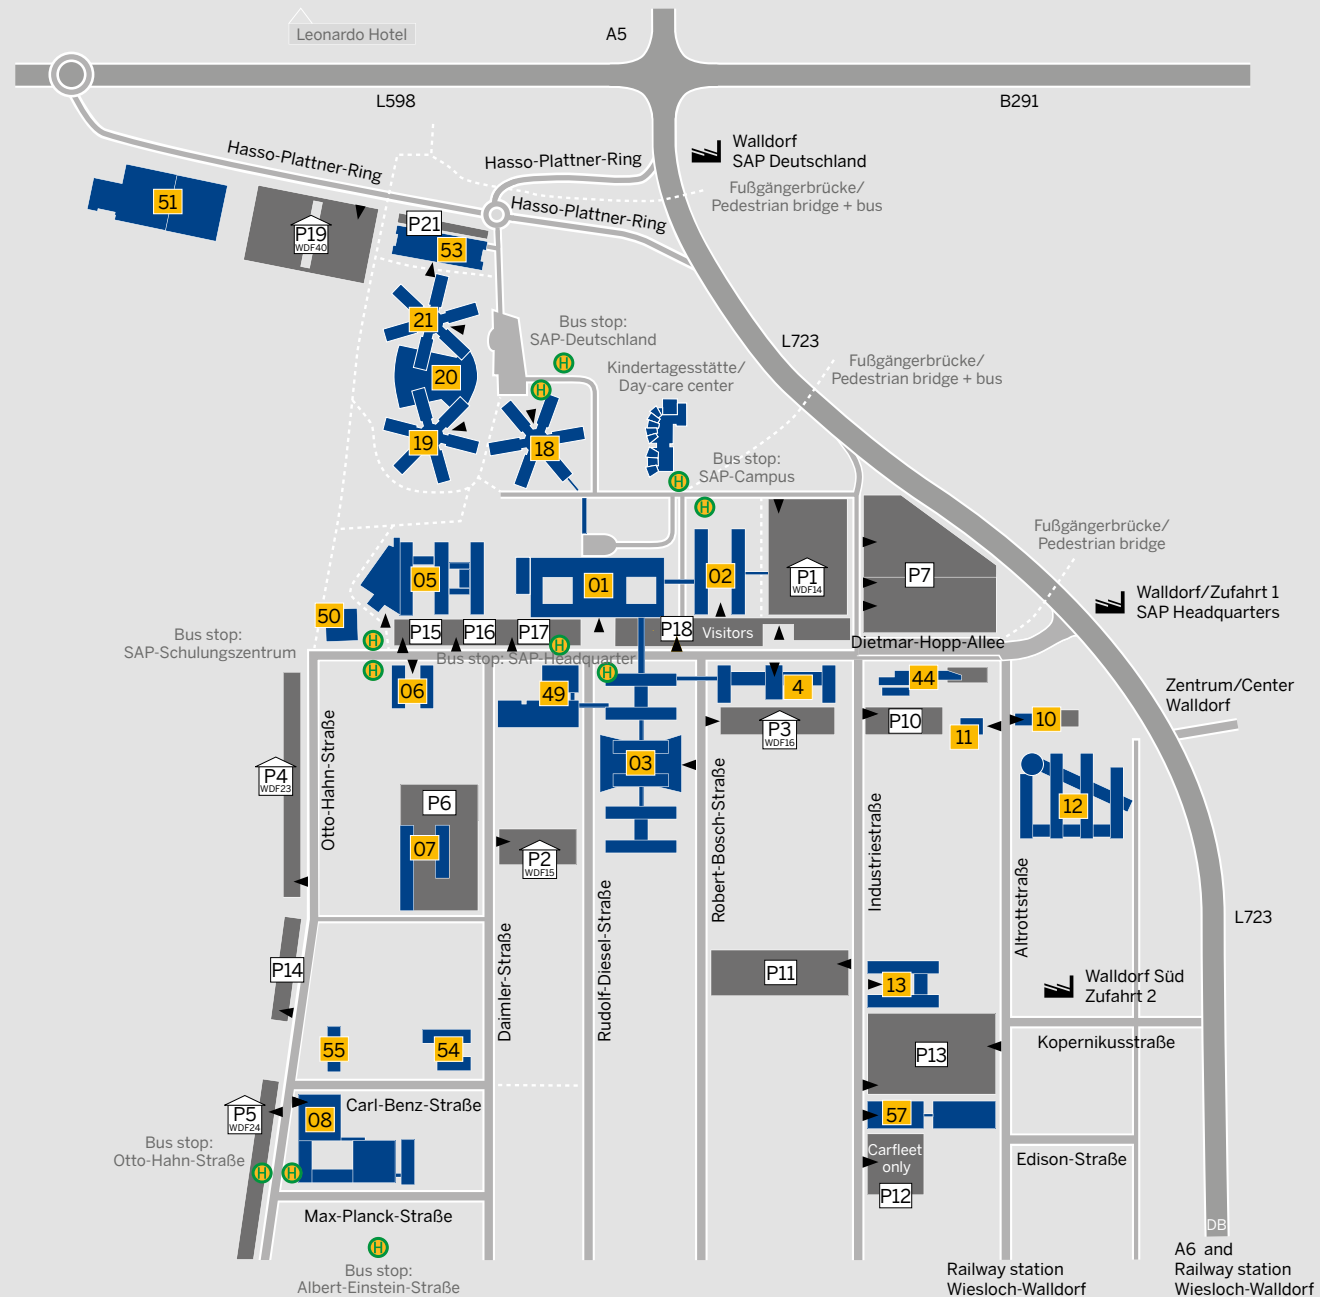 Leonardo Hotel
A5
L598
B291
Hasso-Plattner-Ring
Hasso-Plattner-Ring
Hasso-Plattner-Ring
Walldorf
SAP Deutschland
Fußgängerbrücke/
Pedestrian bridge + bus
51
P19
WDF40
P21
53
21
20
19
18
Bus stop:
SAP-Deutschland
H
H
Kindertagesstätte/
Day-care center
L723
Fußgängerbrücke/
Pedestrian bridge + bus
Bus stop:
SAP-Campus
H
H
Fußgängerbrücke/
Pedestrian bridge
05
01
02
P1
WDF14
P7
Walldorf/Zufahrt 1
SAP Headquarters
50
P15
P16
P17
P18
Visitors
Dietmar-Hopp-Allee
Bus stop:
SAP-Schulungszentrum
H
H
Bus stop: SAP-Headquarter
H
H
06
49
4
44
Zentrum/Center
Walldorf
P3
WDF16
P10
11
10
Otto-Hahn-Straße
P4
WDF23
P6
07
P2
WDF15
03
Robert-Bosch-Straße
Industriestraße
12
Altrottstraße
L723
Daimler-Straße
Rudolf-Diesel-Straße
P14
P11
13
Walldorf Süd
Zufahrt 2
55
54
P13
Kopernikusstraße
P5
WDF24
08
Carl-Benz-Straße
57
Bus stop:
Otto-Hahn-Straße
H
H
Carfleet
only
P12
Edison-Straße
Max-Planck-Straße
H
Bus stop:
Albert-Einstein-Straße
DB
Railway station
Wiesloch-Walldorf
A6 and
Railway station
Wiesloch-Walldorf